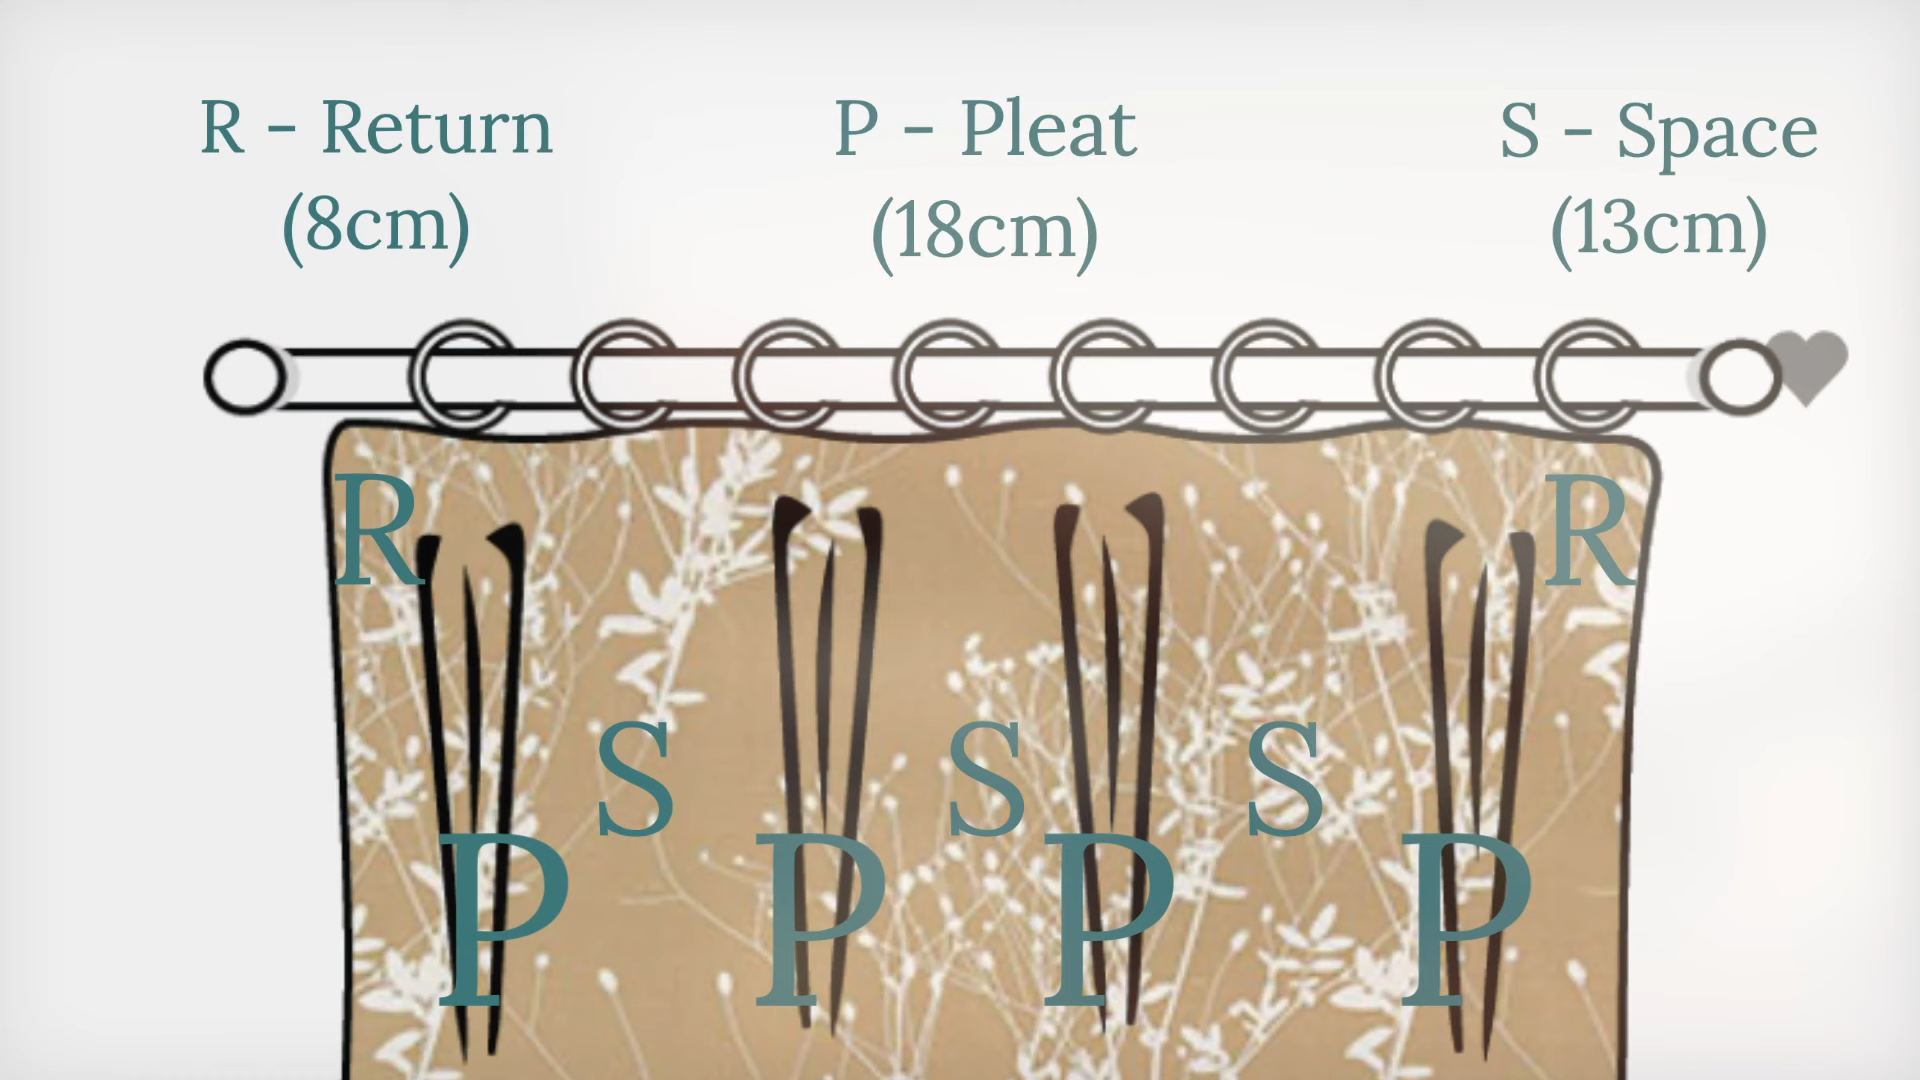 R - Return
(8cm)
P - Pleat
(18cm)
S - Space
(13cm)
R R
S S S
P P P P